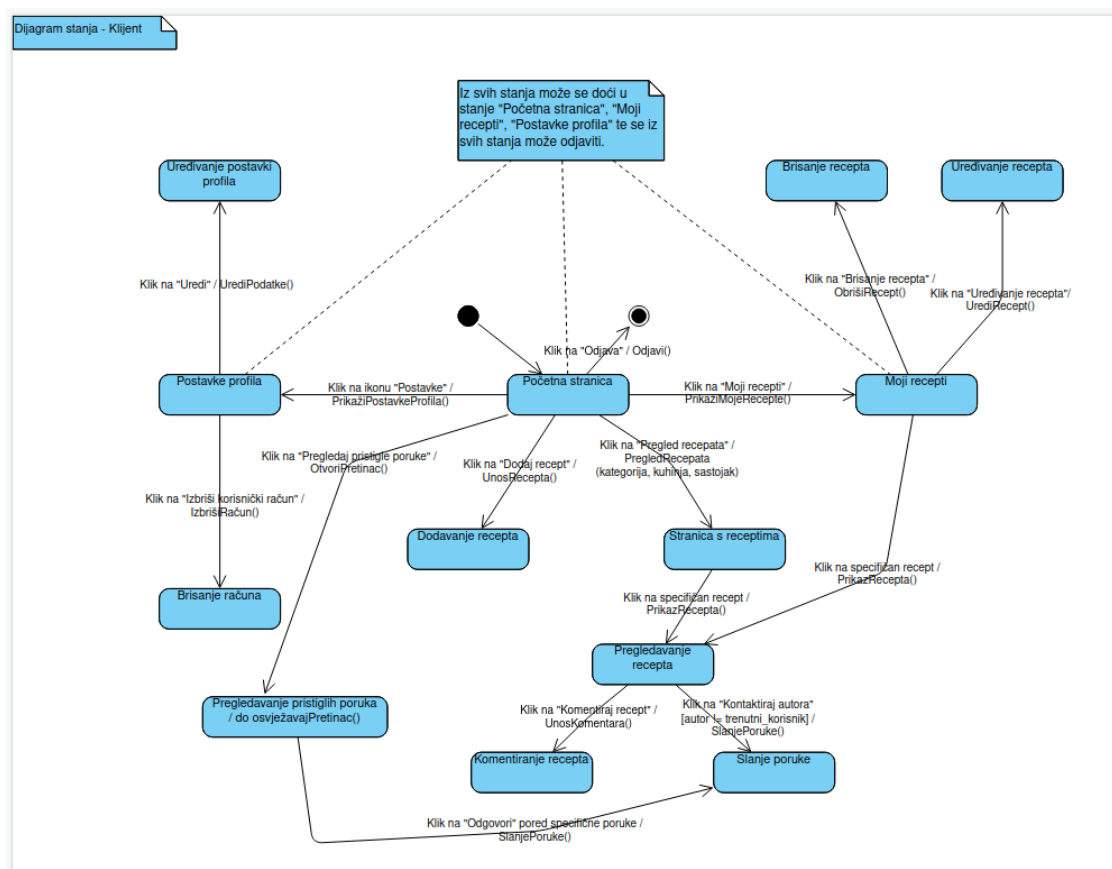 Dijagram stanja - Klijent
Iz svih stanja može se doći u
stanje "Početna stranica", "Moji
recepti", "Postavke profila" te se iz
svih stanja može odjaviti.
Uređivanje postavki
profila
Brisanje recepta
Uređivanje recepta
Klik na "Uredi" / UrediPodatke()
Klik na "Brisanje recepta" /
ObrišiRecept()
Klik na "Uređivanje recepta"/
UrediRecept()
Klik na "Odjava" / Odjavi()
Postavke profila
Početna stranica
Moji recepti
Klik na ikonu "Postavke" /
PrikažiPostavkeProfila()
Klik na "Moji recepti" /
PrikaziMojeRecepte()
Klik na "Pregledaj pristigle poruke" /
OtvoriPretinac()
Klik na "Dodaj recept" /
UnosRecepta()
Klik na "Pregled recepata" /
PregledRecepata
(kategorija, kuhinja, sastojak)
Klik na "Izbriši korisnički račun" /
IzbrišiRačun()
Dodavanje recepta
Stranica s receptima
Klik na specifičan recept /
PrikazRecepta()
Brisanje računa
Klik na specifičan recept /
PrikazRecepta()
Pregledavanje
recepta
Pregledavanje pristiglih poruka
/ do osvježavajPretinac()
Klik na "Komentiraj recept" /
UnosKomentara()
Klik na "Kontaktiraj autora"
[autor != trenutni_korisnik] /
SlanjePoruke()
Komentiranje recepta
Slanje poruke
Klik na "Odgovori" pored specifične poruke /
SlanjePoruke()